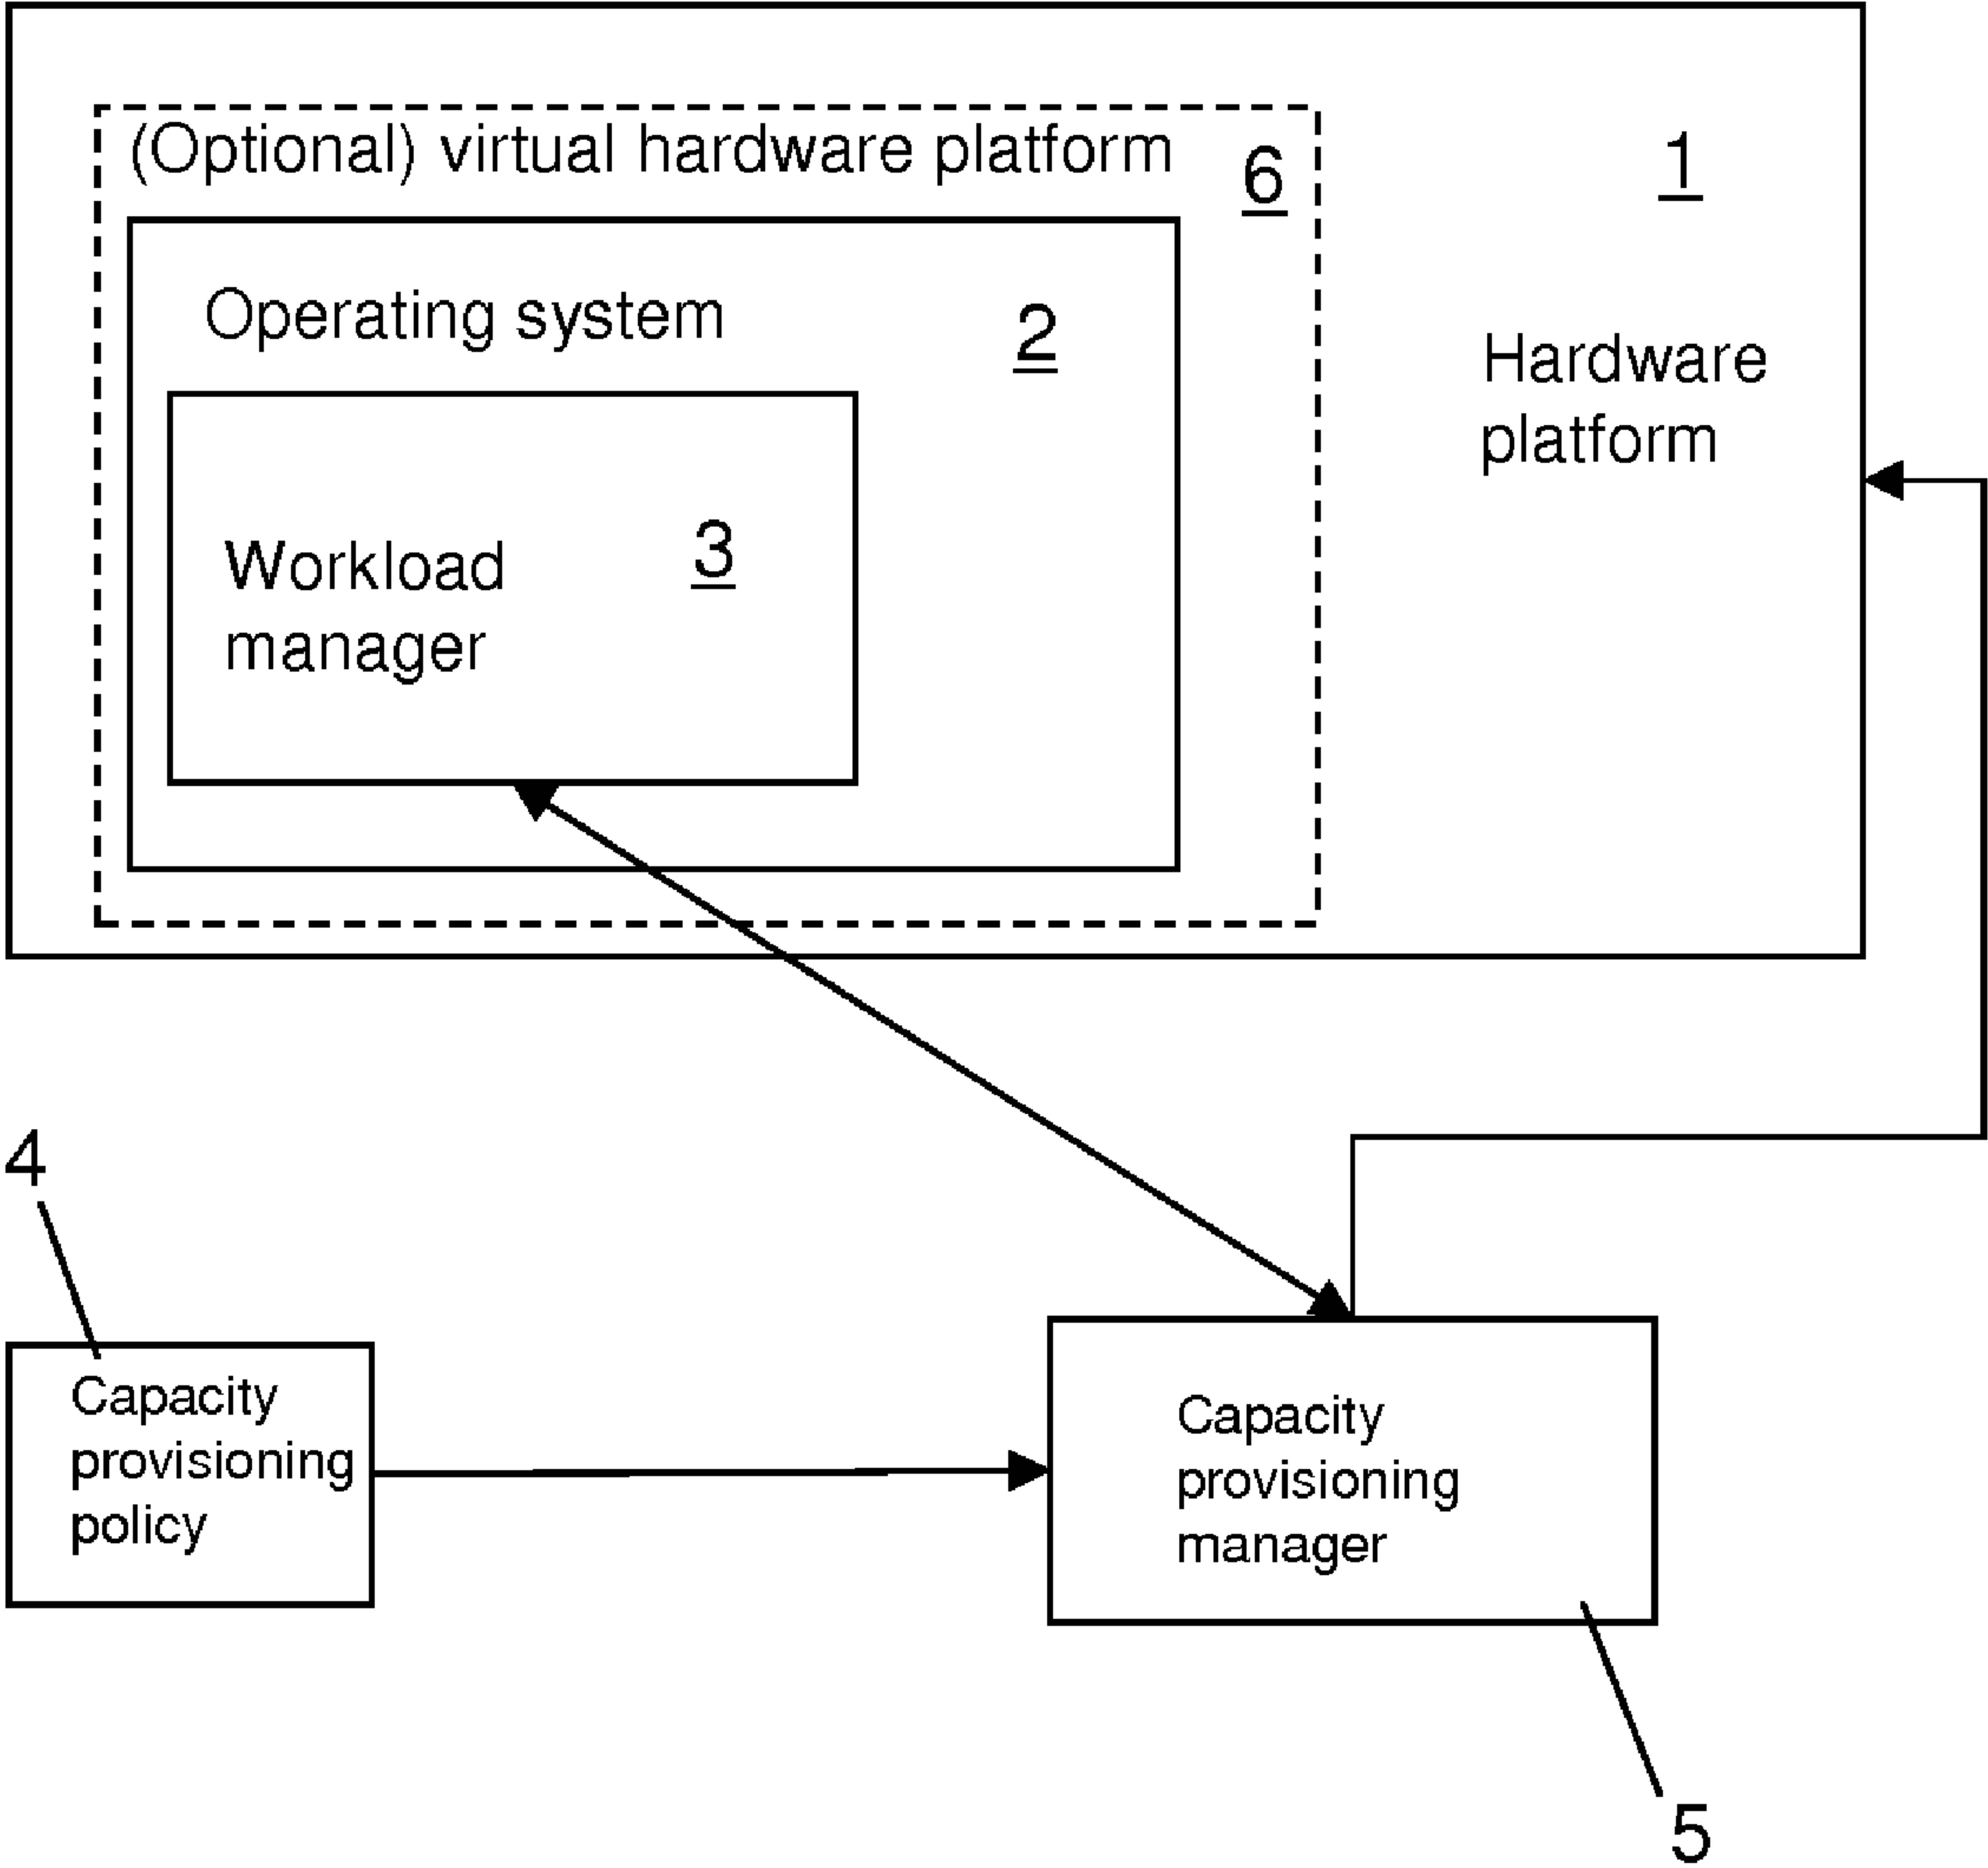 (Optional) virtual hardware platform
6
1
Operating system
2
Hardware
platform
Workload
manager
3
4
Capacity
provisioning
policy
Capacity
provisioning
manager
5